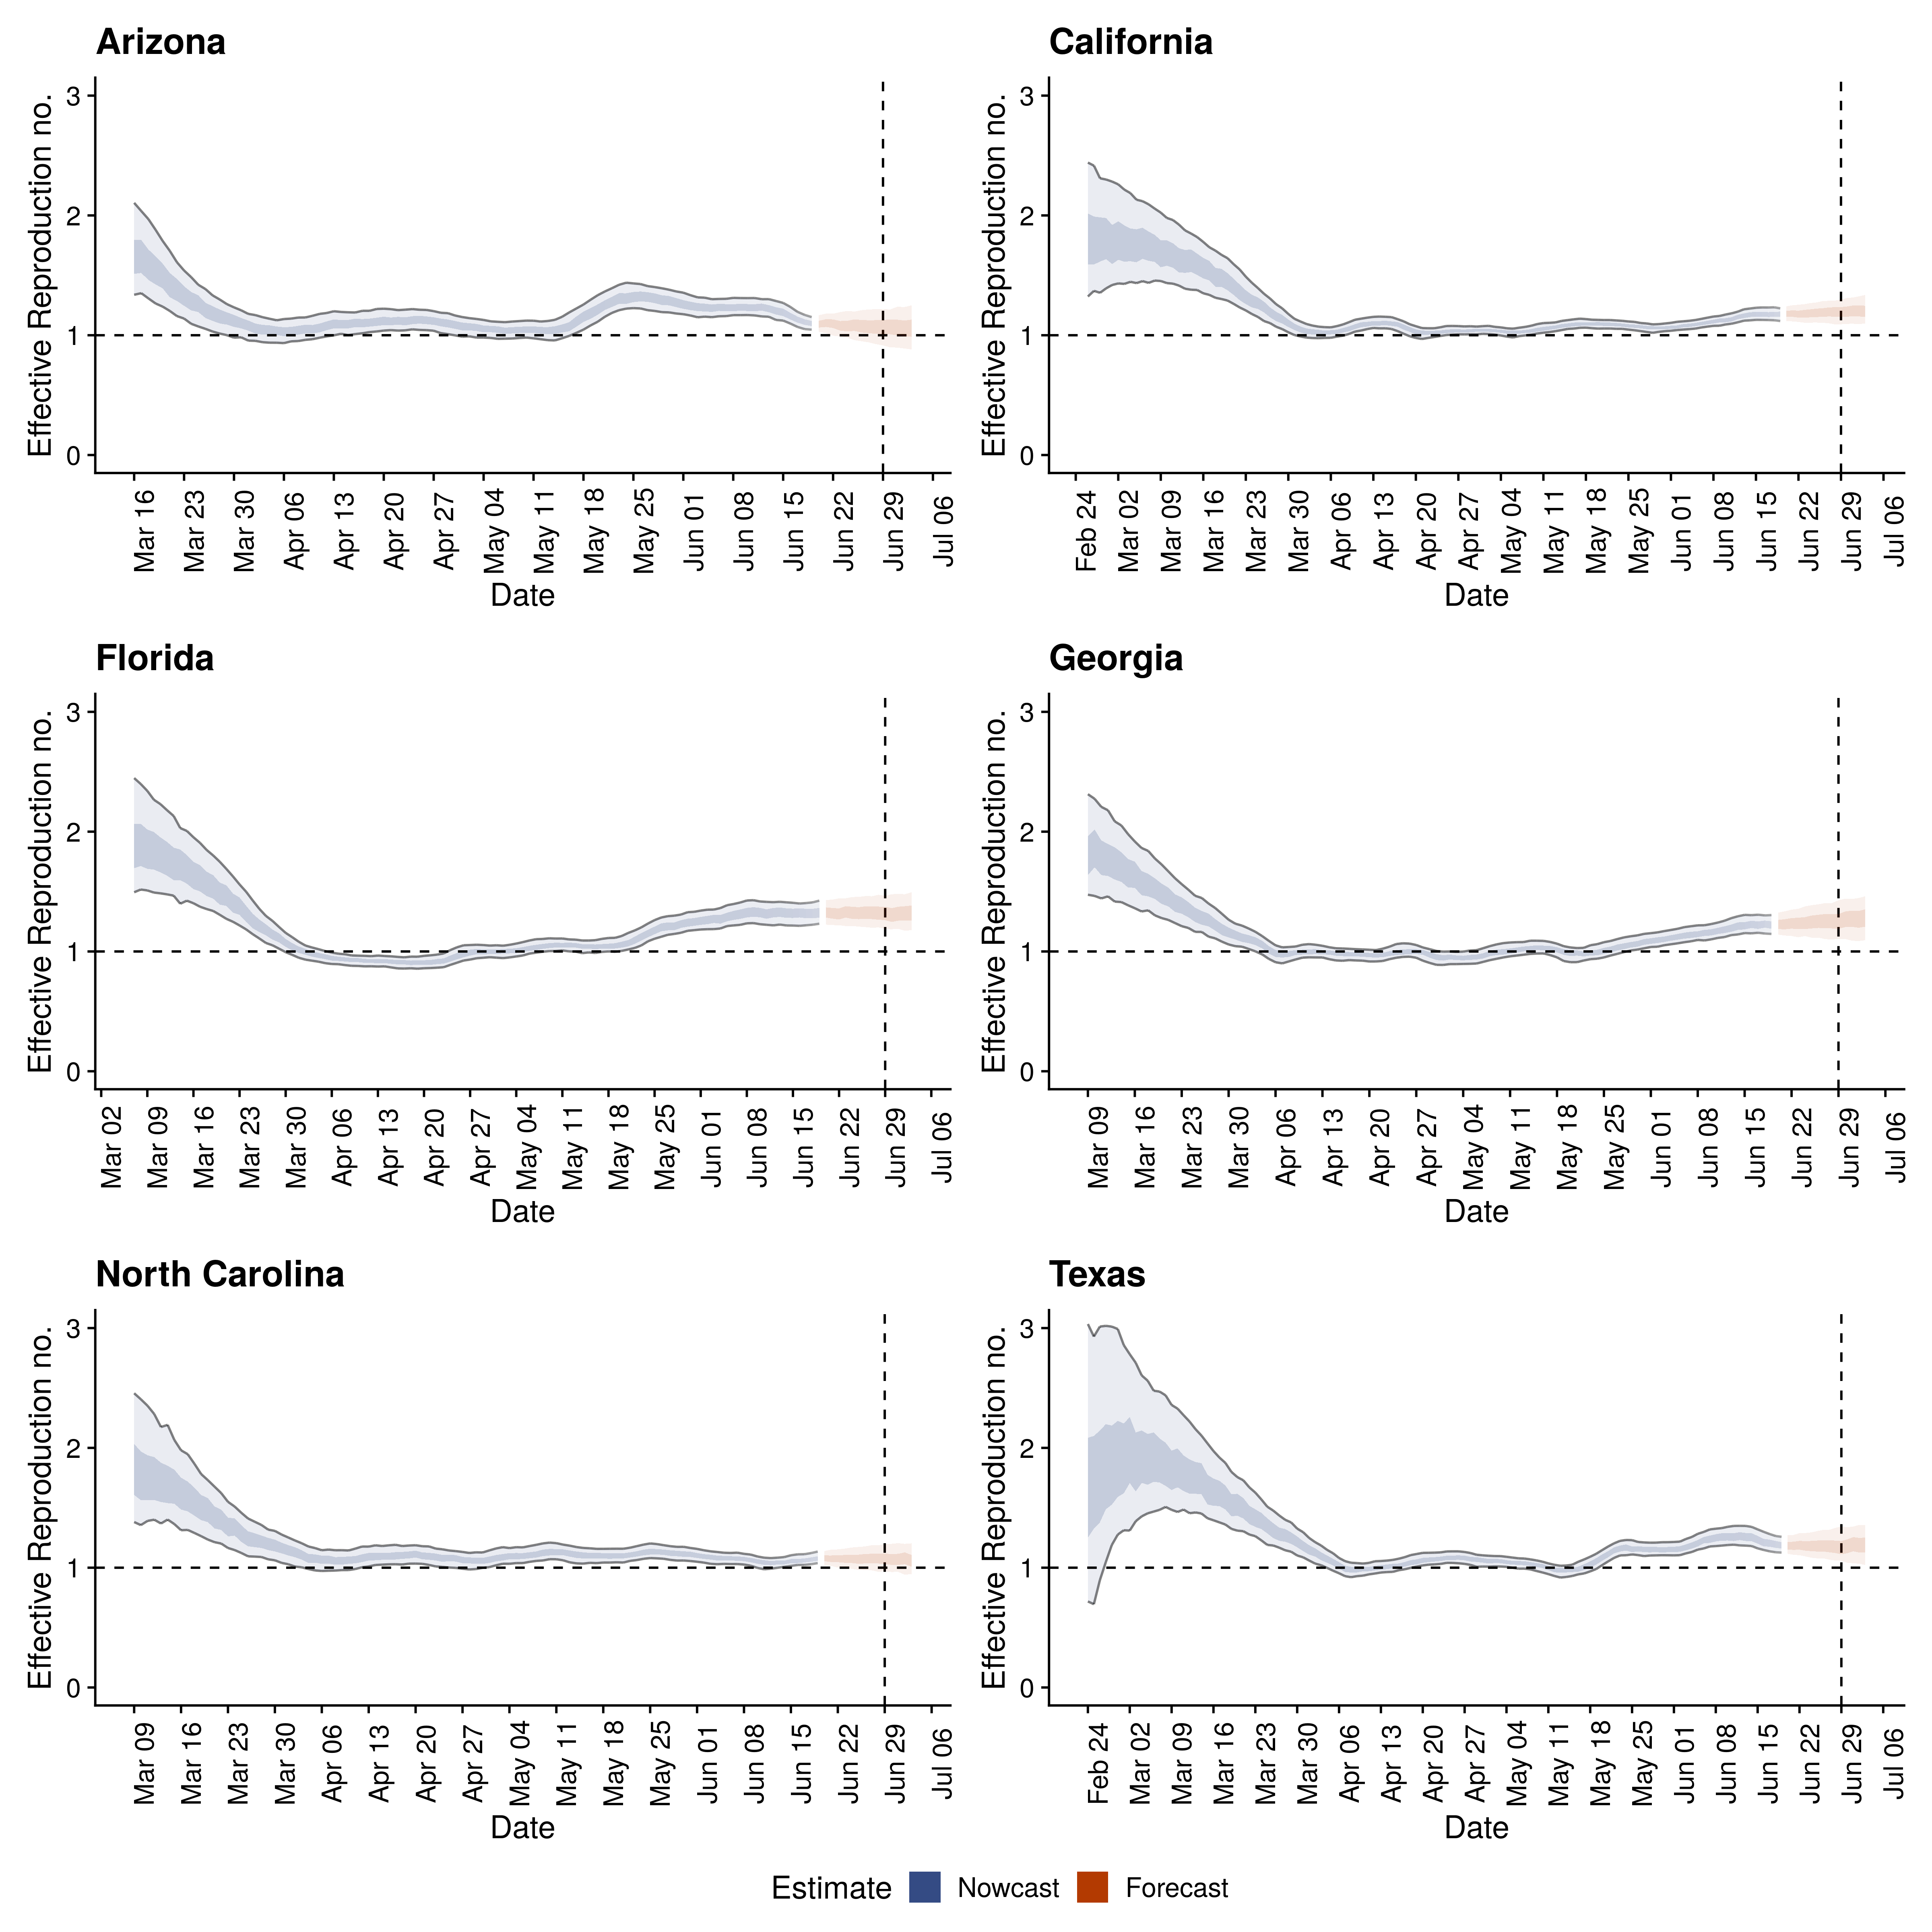 Arizona
Effective Reproduction no.
3
2
1
0
Mar 16 Mar 23 Mar 30 Apr 06 Apr 13 Apr 20 Apr 27 May 04 May 11 May 18 May 25 Jun 01 Jun 08 Jun 15 Jun 22 Jun 29 Jul 06
Date
California
Effective Reproduction no.
3
2
1
0
Feb 24 Mar 02 Mar 09 Mar 16 Mar 23 Mar 30 Apr 06 Apr 13 Apr 20 Apr 27 May 04 May 11 May 18 May 25 Jun 01 Jun 08 Jun 15 Jun 22 Jun 29 Jul 06
Date
Florida
Effective Reproduction no.
3
2
1
0
Mar 02 Mar 09 Mar 16 Mar 23 Mar 30 Apr 06 Apr 13 Apr 20 Apr 27 May 04 May 11 May 18 May 25 Jun 01 Jun 08 Jun 15 Jun 22 Jun 29 Jul 06
Date
Georgia
Effective Reproduction no.
3
2
1
0
Mar 09 Mar 16 Mar 23 Mar 30 Apr 06 Apr 13 Apr 20 Apr 27 May 04 May 11 May 18 May 25 Jun 01 Jun 08 Jun 15 Jun 22 Jun 29 Jul 06
Date
North Carolina
Effective Reproduction no.
3
2
1
0
Mar 09 Mar 16 Mar 23 Mar 30 Apr 06 Apr 13 Apr 20 Apr 27 May 04 May 11 May 18 May 25 Jun 01 Jun 08 Jun 15 Jun 22 Jun 29 Jul 06
Date
Texas
Effective Reproduction no.
3
2
1
0
Feb 24 Mar 02 Mar 09 Mar 16 Mar 23 Mar 30 Apr 06 Apr 13 Apr 20 Apr 27 May 04 May 11 May 18 May 25 Jun 01 Jun 08 Jun 15 Jun 22 Jun 29 Jul 06
Date
Estimate Nowcast Forecast